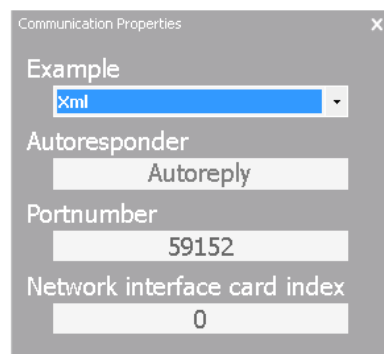 Communication Properties
Example
Xml
Autoresponder
Autoreply
Portnumber
59152
Network interface card index
0